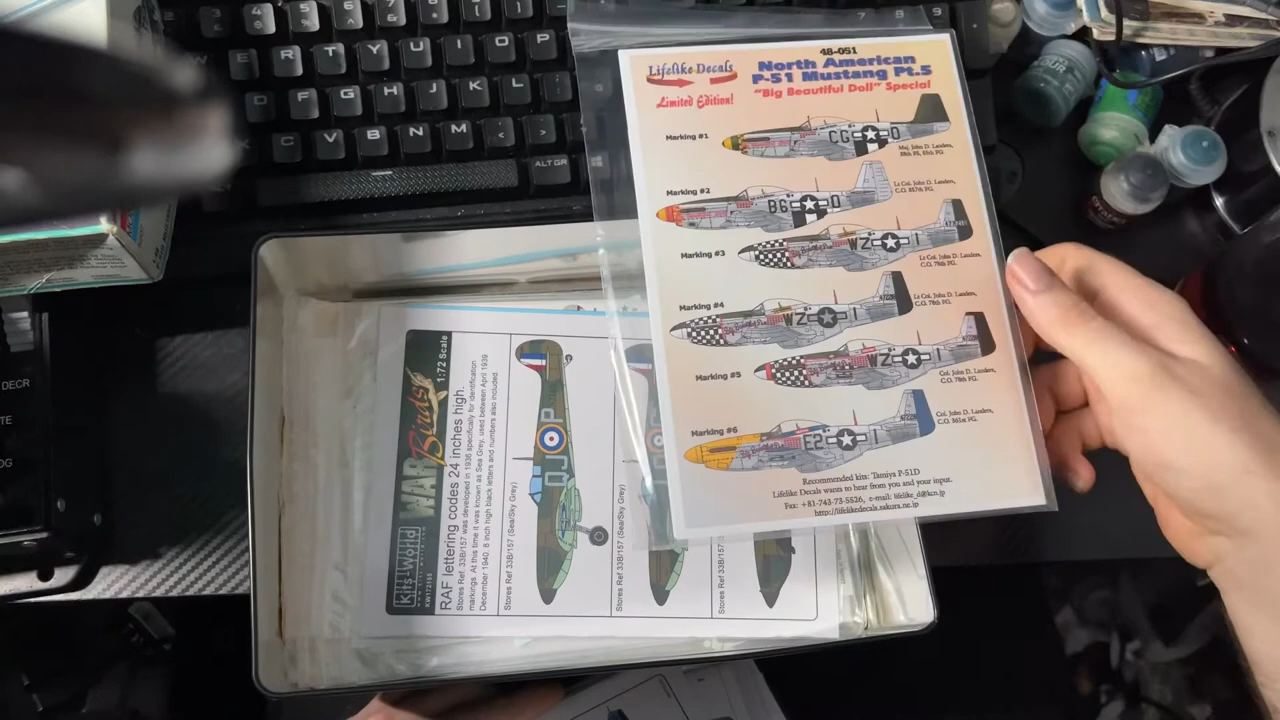 48-051
Lifelike Decals
North American
P-51 Mustang Pt.5
Limited Edition!
"Big Beautiful Doll" Special
Marking #1
CG O
Maj. John D. Landers,
38th FS, 55th FG.
Marking #2
B6 O
Lt Col. John D. Landers,
C.O. 357th FG.
Marking #3
WZ I
Lt Col. John D. Landers,
C.O. 78th FG.
Marking #4
WZ I
Lt Col. John D. Landers,
C.O. 78th FG.
Marking #5
WZ I
Col. John D. Landers,
C.O. 78th FG.
Marking #6
E2 I
Col. John D. Landers,
C.O. 361st FG.
Recommended kits: Tamiya P-51D
Lifelike Decals wants to hear from you and your input.
Fax: +81-743-73-5526, e-mail: lifelike_d@kcn.jp
http://lifelikedecals.sakura.ne.jp
Kits-World
KW172155
WAR Birds
1:72 Scale
RAF lettering codes 24 inches high.
Stores Ref 33B/157 was developed in 1936 specifically for identification
markings. At this time it was known as Sea Grey, used between April 1939
December 1940. 8 inch high black letters and numbers also included
Stores Ref 33B/157 (Sea/Sky Grey)
DJ P
Stores Ref 33B/157 (Sea/Sky Grey)
Stores Ref 33B/157
E R T Y U I O P
D F G H J K L
C V B N M < >
ALT GR
DECR